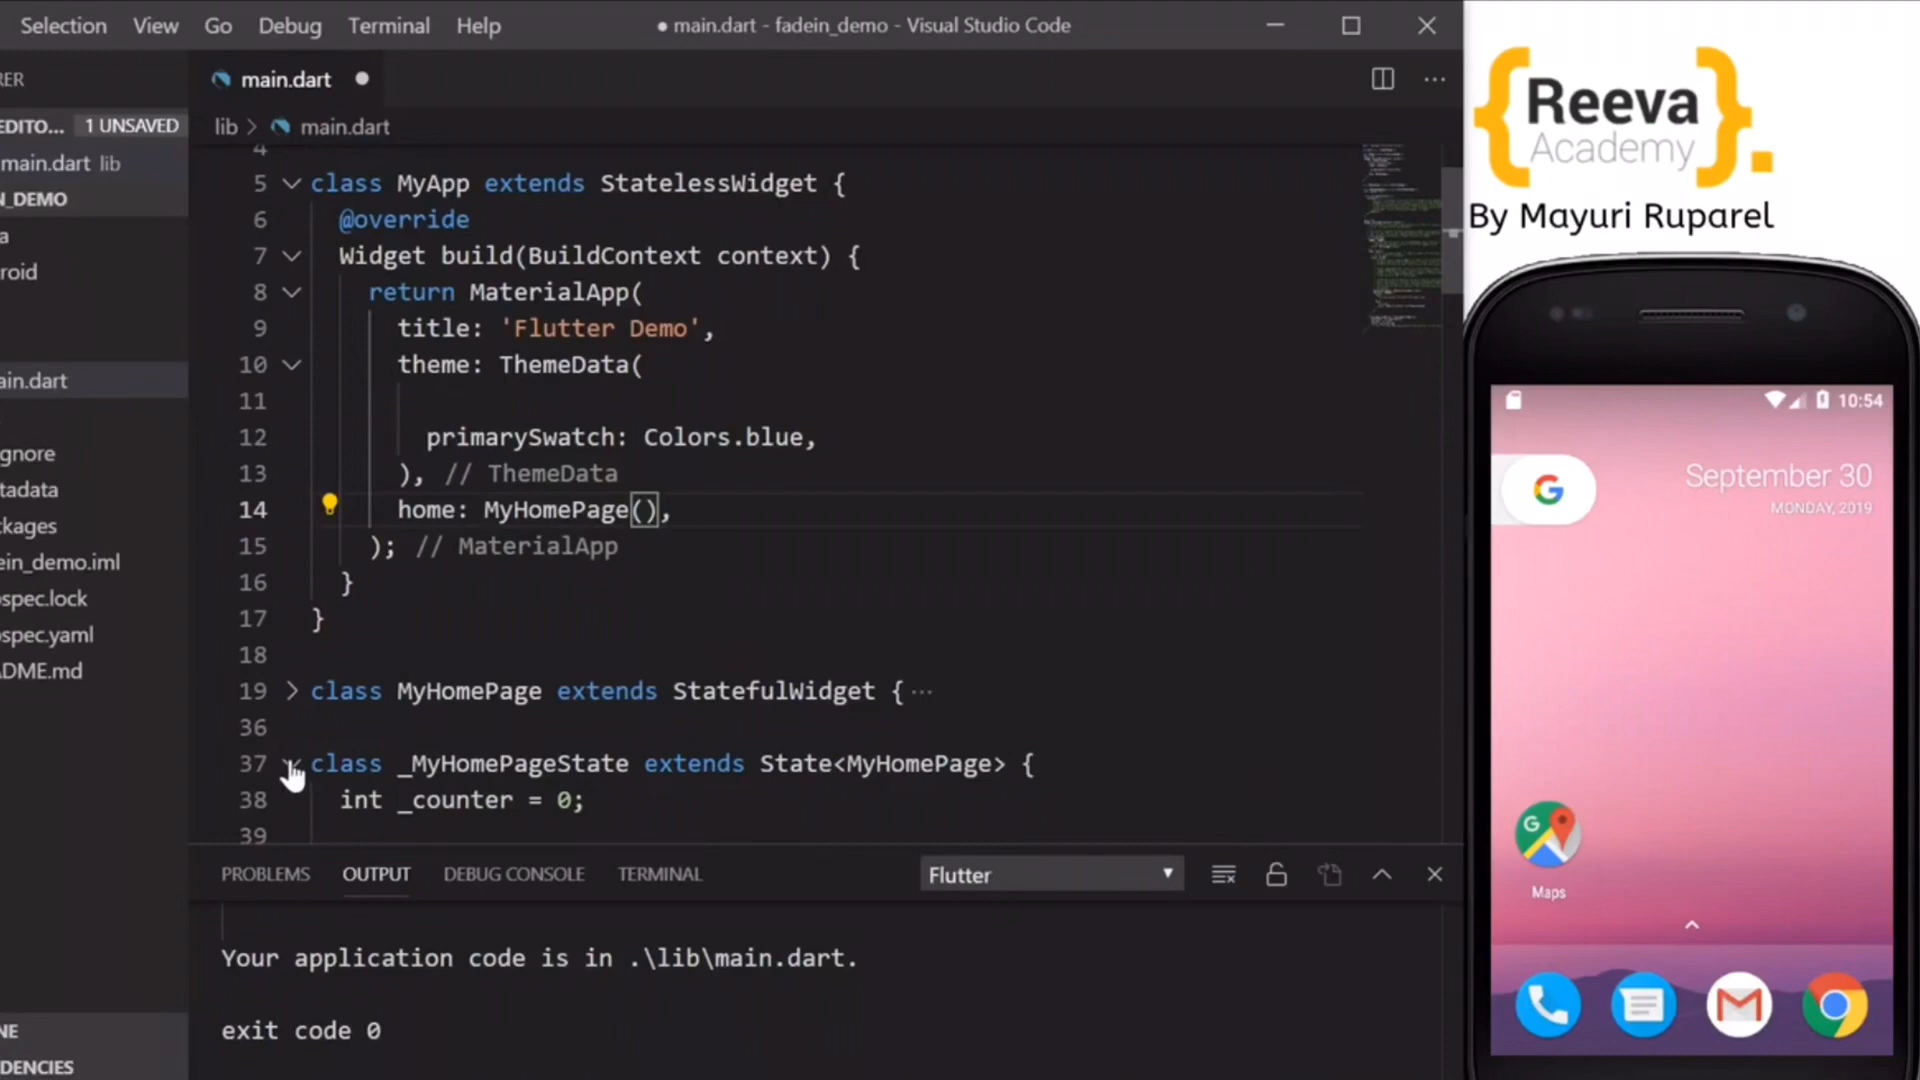 Selection View Go Debug Terminal Help
● main.dart - fadein_demo - Visual Studio Code
RER
main.dart
EDITO... 1 UNSAVED
main.dart lib
N_DEMO
a
roid
ain.dart
gnore
tadata
ckages
ein_demo.iml
spec.lock
spec.yaml
DME.md
NE
DENCIES
lib > main.dart
4
5 class MyApp extends StatelessWidget {
6 @override
7 Widget build(BuildContext context) {
8 return MaterialApp(
9 title: 'Flutter Demo',
10 theme: ThemeData(
11
12 primarySwatch: Colors.blue,
13 ), // ThemeData
14 home: MyHomePage(),
15 ); // MaterialApp
16 }
17 }
18
19 class MyHomePage extends StatefulWidget {...
36
37 class _MyHomePageState extends State<MyHomePage> {
38 int _counter = 0;
39
PROBLEMS OUTPUT DEBUG CONSOLE TERMINAL
Flutter
Your application code is in .\lib\main.dart.
exit code 0
{Reeva
Academy}.
By Mayuri Ruparel
10:54
G
September 30
MONDAY, 2019
G
Maps